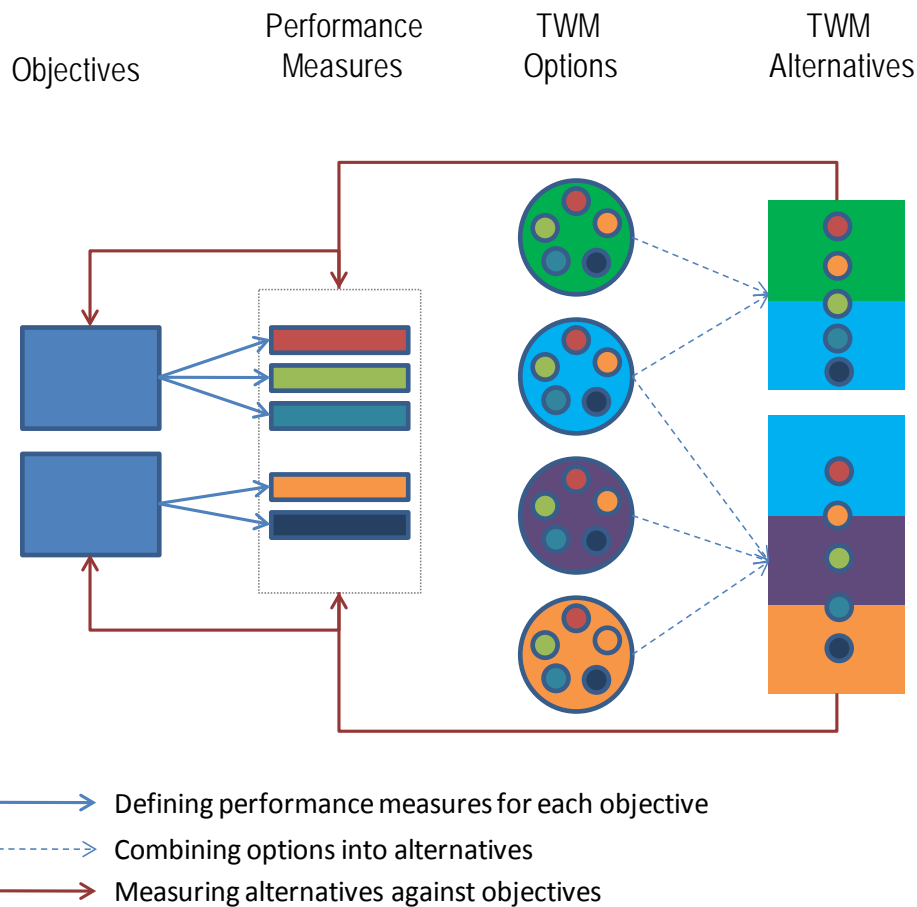 Objectives
Performance
Measures
TWM
Options
TWM
Alternatives
Defining performance measures for each objective
Combining options into alternatives
Measuring alternatives against objectives